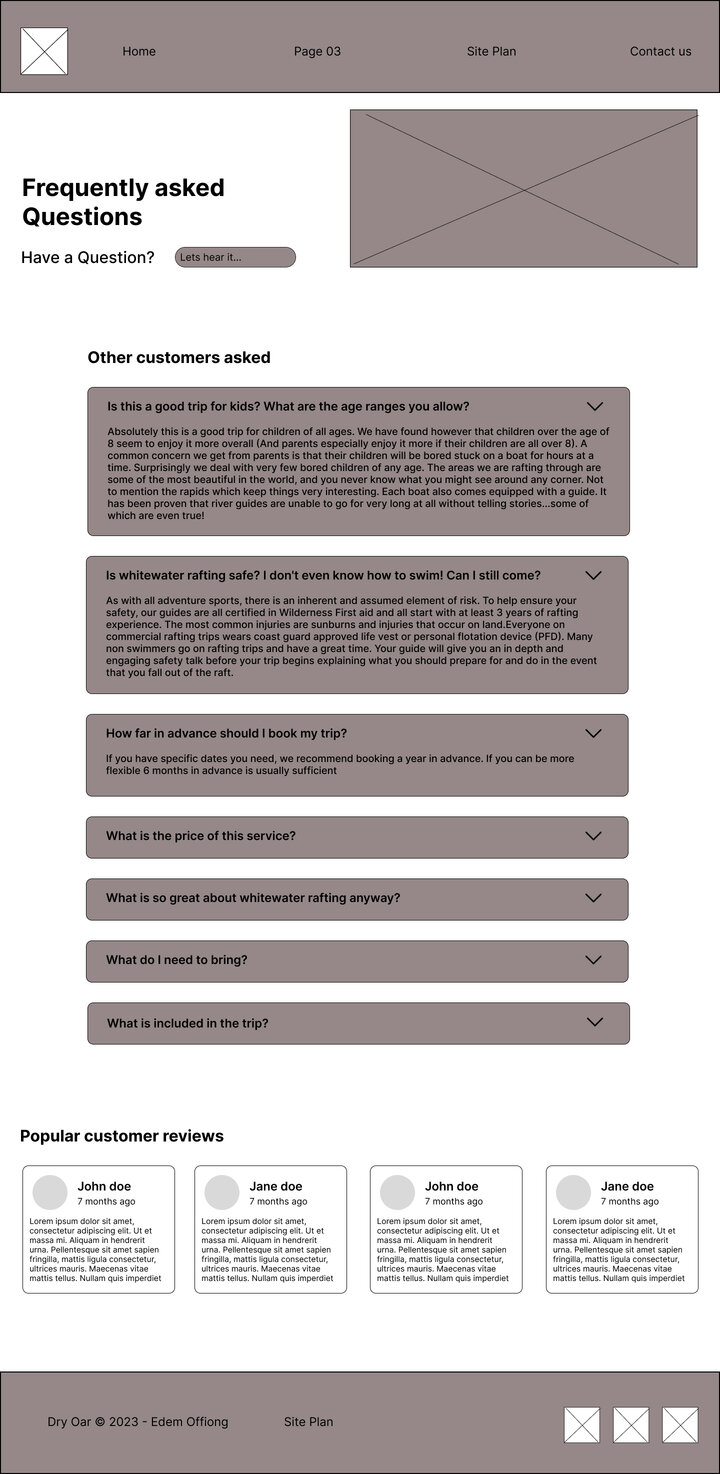 Home
Page 03
Site Plan
Contact us
Frequently asked
Questions
Have a Question?
Lets hear it...
Other customers asked
Is this a good trip for kids? What are the age ranges you allow?
Absolutely this is a good trip for children of all ages. We have found however that children over the age of
8 seem to enjoy it more overall (And parents especially enjoy it more if their children are all over 8). A
common concern we get from parents is that their children will be bored stuck on a boat for hours at a
time. Surprisingly we deal with very few bored children of any age. The areas we are rafting through are
some of the most beautiful in the world, and you never know what you might see around any corner. Not
to mention the rapids which keep things very interesting. Each boat also comes equipped with a guide. It
has been proven that river guides are unable to go for very long at all without telling stories...some of
which are even true!
Is whitewater rafting safe? I don't even know how to swim! Can I still come?
As with all adventure sports, there is an inherent and assumed element of risk. To help ensure your
safety, our guides are all certified in Wilderness First aid and all start with at least 3 years of rafting
experience. The most common injuries are sunburns and injuries that occur on land.Everyone on
commercial rafting trips wears coast guard approved life vest or personal flotation device (PFD). Many
non swimmers go on rafting trips and have a great time. Your guide will give you an in depth and
engaging safety talk before your trip begins explaining what you should prepare for and do in the event
that you fall out of the raft.
How far in advance should I book my trip?
If you have specific dates you need, we recommend booking a year in advance. If you can be more
flexible 6 months in advance is usually sufficient
What is the price of this service?
What is so great about whitewater rafting anyway?
What do I need to bring?
What is included in the trip?
Popular customer reviews
John doe
7 months ago
Lorem ipsum dolor sit amet,
consectetur adipiscing elit. Ut et
massa mi. Aliquam in hendrerit
urna. Pellentesque sit amet sapien
fringilla, mattis ligula consectetur,
ultrices mauris. Maecenas vitae
mattis tellus. Nullam quis imperdiet
Jane doe
7 months ago
Lorem ipsum dolor sit amet,
consectetur adipiscing elit. Ut et
massa mi. Aliquam in hendrerit
urna. Pellentesque sit amet sapien
fringilla, mattis ligula consectetur,
ultrices mauris. Maecenas vitae
mattis tellus. Nullam quis imperdiet
John doe
7 months ago
Lorem ipsum dolor sit amet,
consectetur adipiscing elit. Ut et
massa mi. Aliquam in hendrerit
urna. Pellentesque sit amet sapien
fringilla, mattis ligula consectetur,
ultrices mauris. Maecenas vitae
mattis tellus. Nullam quis imperdiet
Jane doe
7 months ago
Lorem ipsum dolor sit amet,
consectetur adipiscing elit. Ut et
massa mi. Aliquam in hendrerit
urna. Pellentesque sit amet sapien
fringilla, mattis ligula consectetur,
ultrices mauris. Maecenas vitae
mattis tellus. Nullam quis imperdiet
Dry Oar © 2023 - Edem Offiong
Site Plan